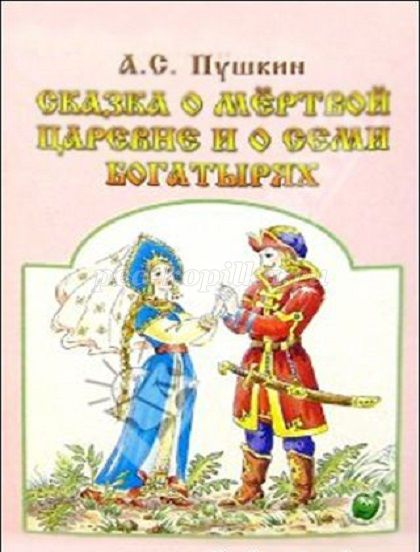 А.С. Пушкин
СКАЗКА О МЁРТВОЙ
ЦАРЕВНЕ И О СЕМИ
БОГАТЫРЯХ